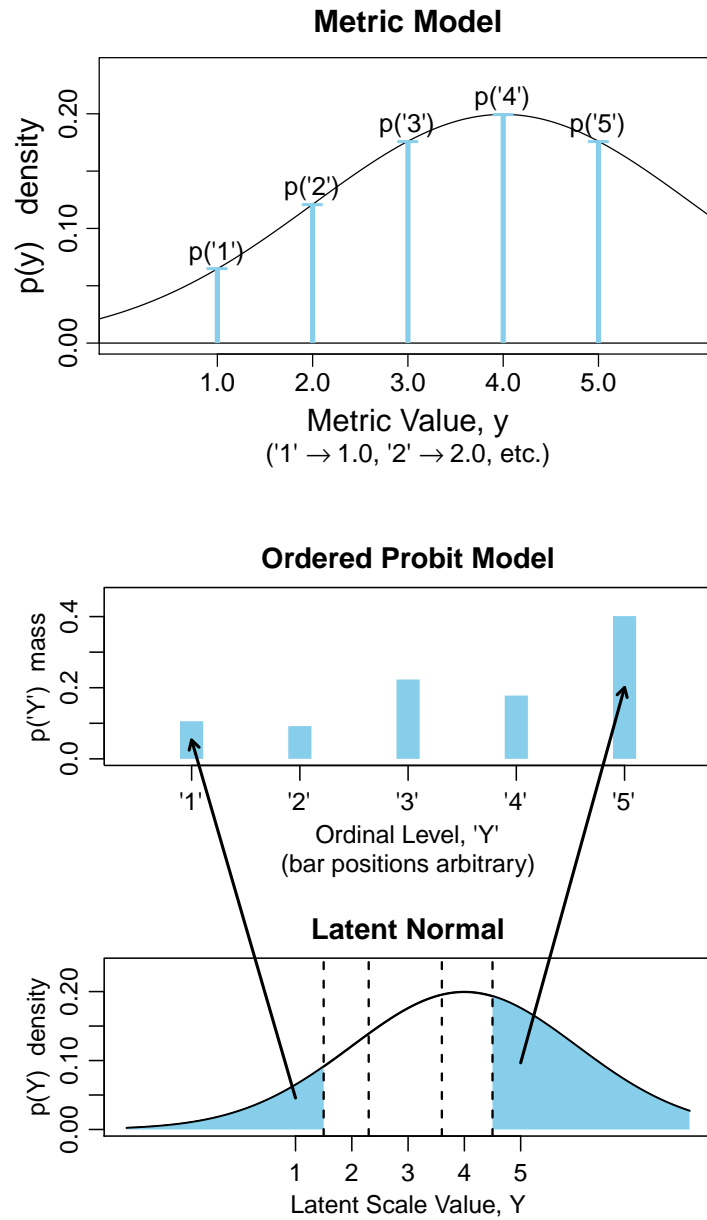 Metric Model
p(y) density
0.00
0.10
0.20
p('1')
p('2')
p('3')
p('4')
p('5')
1.0 2.0 3.0 4.0 5.0
Metric Value, y
('1' → 1.0, '2' → 2.0, etc.)
Ordered Probit Model
p('Y') mass
0.0
0.2
0.4
'1' '2' '3' '4' '5'
Ordinal Level, 'Y'
(bar positions arbitrary)
Latent Normal
p(Y) density
0.00
0.10
0.20
1 2 3 4 5
Latent Scale Value, Y